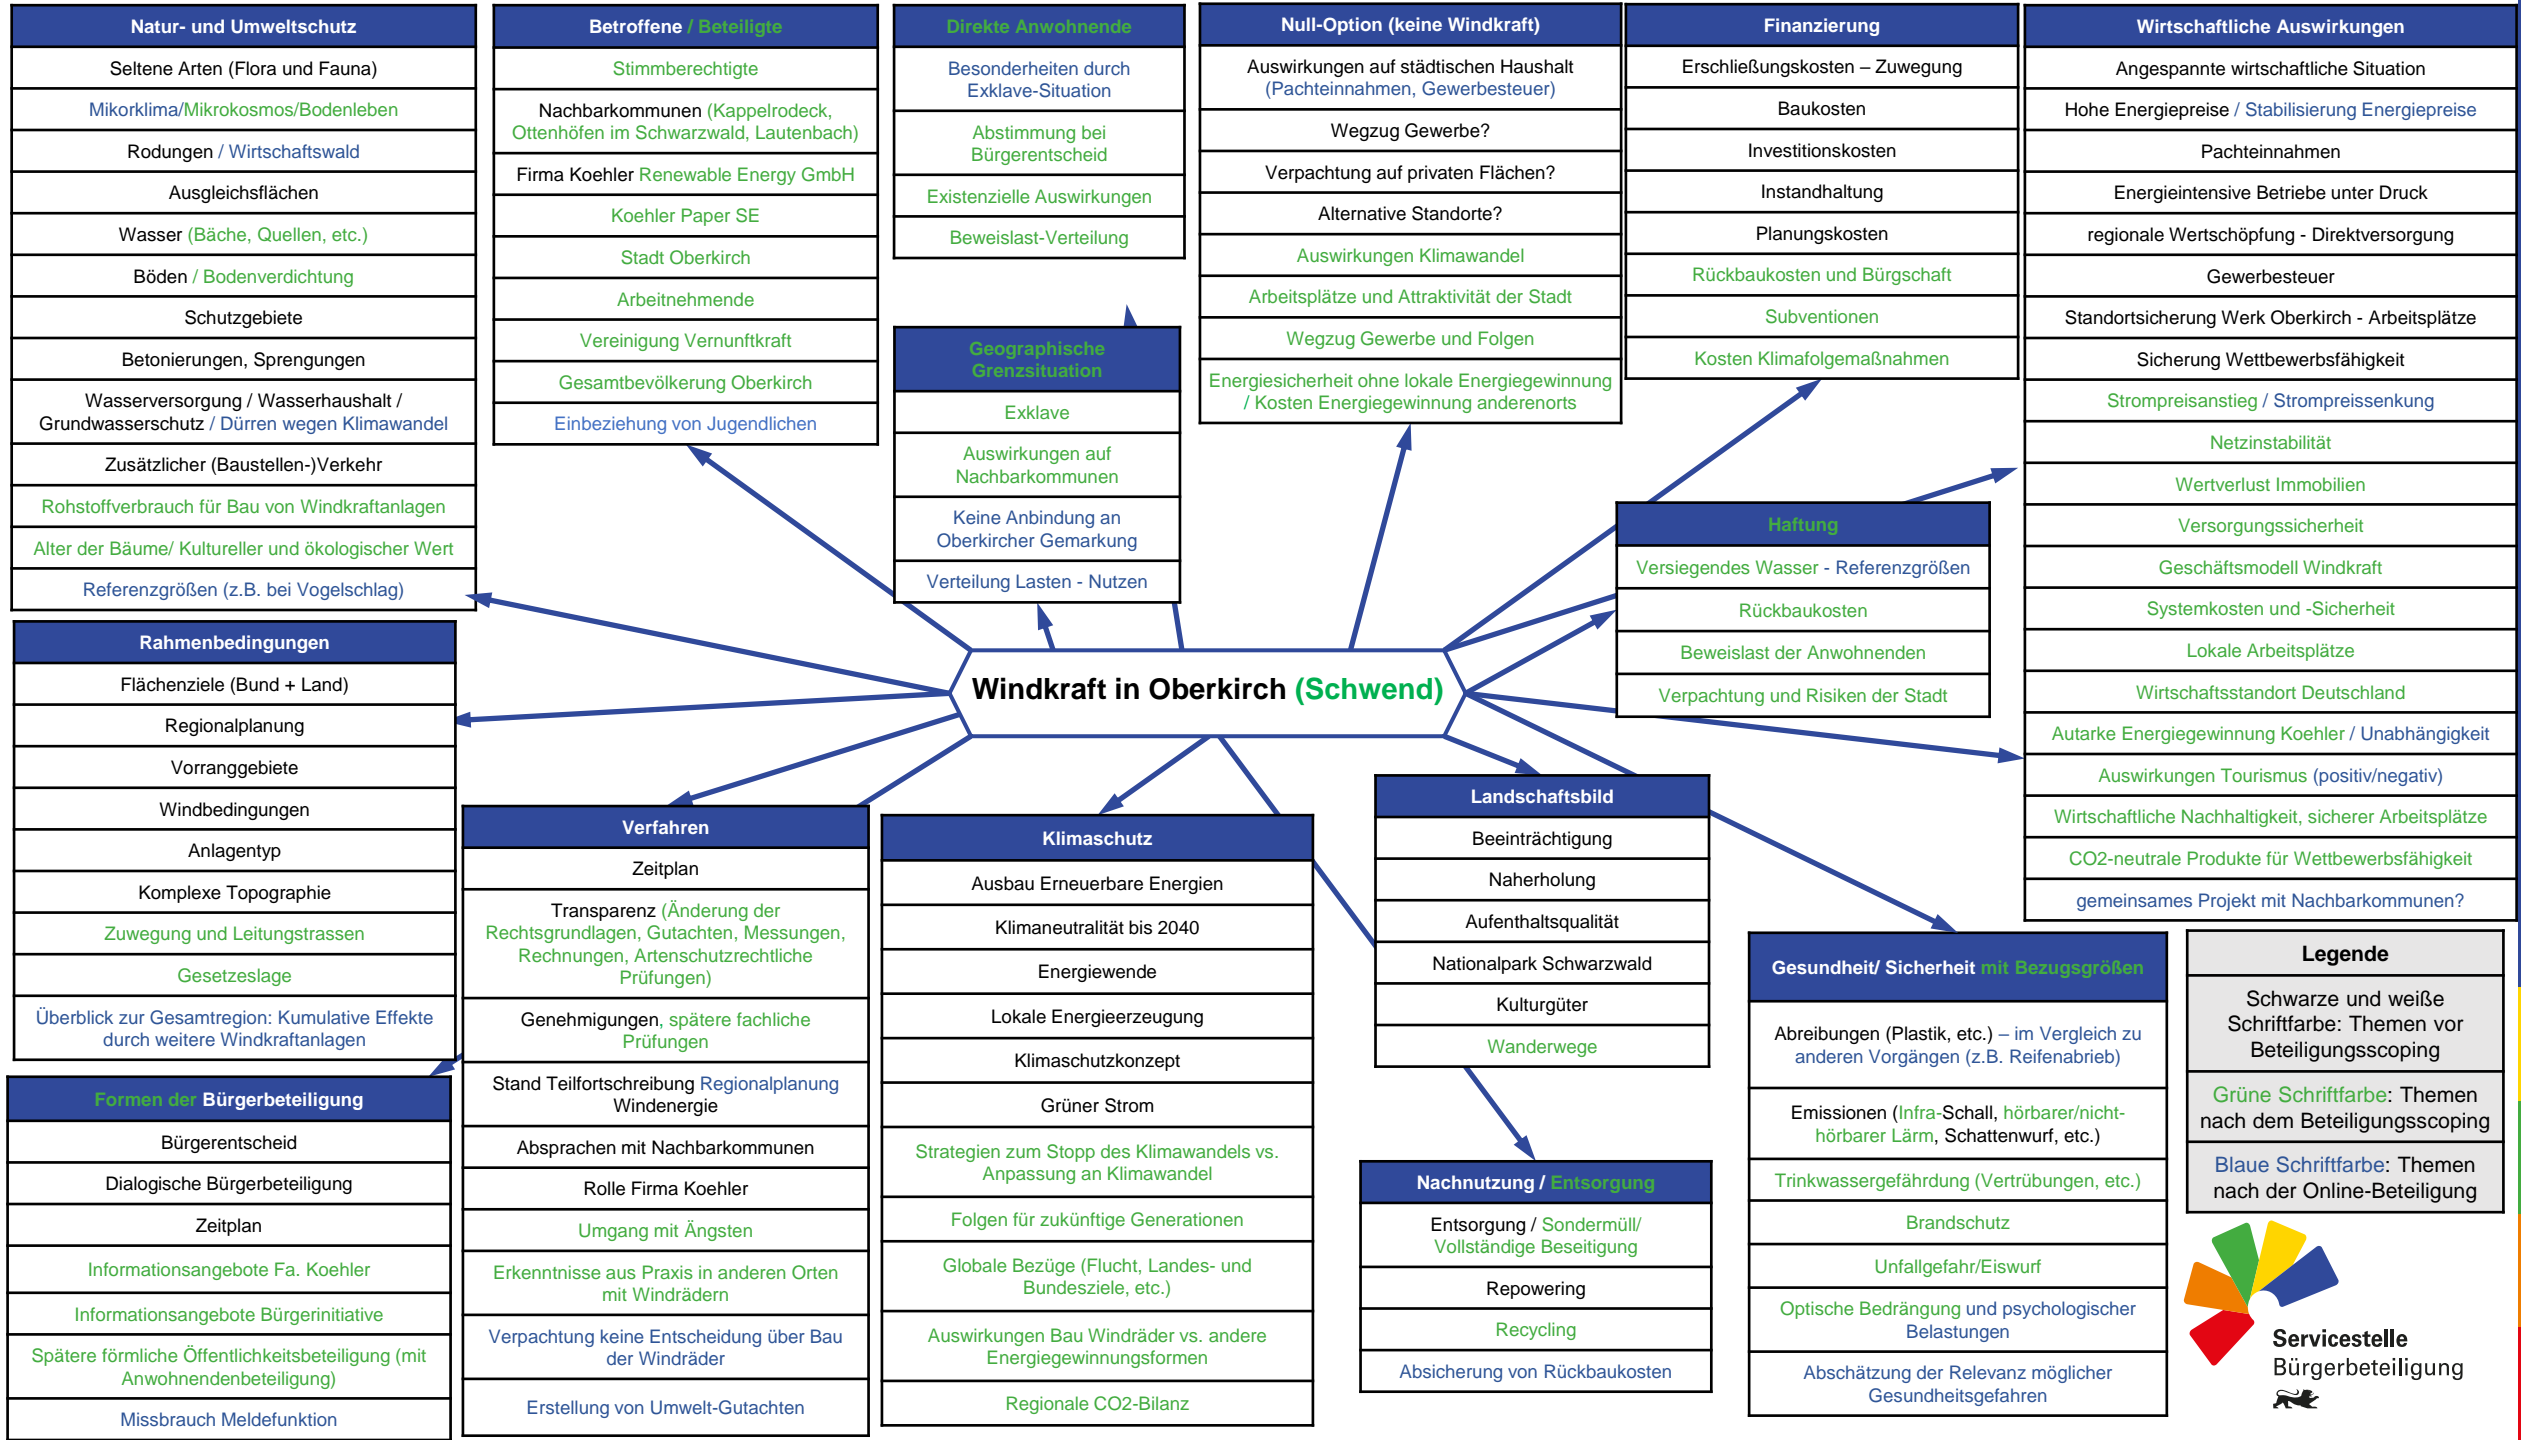 Natur- und Umweltschutz
Seltene Arten (Flora und Fauna)
Mikorklima/Mikrokosmos/Bodenleben
Rodungen / Wirtschaftswald
Ausgleichsflächen
Wasser (Bäche, Quellen, etc.)
Böden / Bodenverdichtung
Schutzgebiete
Betonierungen, Sprengungen
Wasserversorgung / Wasserhaushalt /
Grundwasserschutz / Dürren wegen Klimawandel
Zusätzlicher (Baustellen-)Verkehr
Rohstoffverbrauch für Bau von Windkraftanlagen
Alter der Bäume/ Kultureller und ökologischer Wert
Referenzgrößen (z.B. bei Vogelschlag)
Betroffene / Beteiligte
Stimmberechtigte
Nachbarkommunen (Kappelrodeck,
Ottenhöfen im Schwarzwald, Lautenbach)
Firma Koehler Renewable Energy GmbH
Koehler Paper SE
Stadt Oberkirch
Arbeitnehmende
Vereinigung Vernunftkraft
Gesamtbevölkerung Oberkirch
Einbeziehung von Jugendlichen
Direkte Anwohnende
Besonderheiten durch
Exklave-Situation
Abstimmung bei
Bürgerentscheid
Existenzielle Auswirkungen
Beweislast-Verteilung
Geographische
Grenzsituation
Exklave
Auswirkungen auf
Nachbarkommunen
Keine Anbindung an
Oberkircher Gemarkung
Verteilung Lasten - Nutzen
Null-Option (keine Windkraft)
Auswirkungen auf städtischen Haushalt
(Pachteinnahmen, Gewerbesteuer)
Wegzug Gewerbe?
Verpachtung auf privaten Flächen?
Alternative Standorte?
Auswirkungen Klimawandel
Arbeitsplätze und Attraktivität der Stadt
Wegzug Gewerbe und Folgen
Energiesicherheit ohne lokale Energiegewinnung
/ Kosten Energiegewinnung anderenorts
Finanzierung
Erschließungskosten – Zuwegung
Baukosten
Investitionskosten
Instandhaltung
Planungskosten
Rückbaukosten und Bürgschaft
Subventionen
Kosten Klimafolgemaßnahmen
Haftung
Versiegendes Wasser - Referenzgrößen
Rückbaukosten
Beweislast der Anwohnenden
Verpachtung und Risiken der Stadt
Wirtschaftliche Auswirkungen
Angespannte wirtschaftliche Situation
Hohe Energiepreise / Stabilisierung Energiepreise
Pachteinnahmen
Energieintensive Betriebe unter Druck
regionale Wertschöpfung - Direktversorgung
Gewerbesteuer
Standortsicherung Werk Oberkirch - Arbeitsplätze
Sicherung Wettbewerbsfähigkeit
Strompreisanstieg / Strompreissenkung
Netzinstabilität
Wertverlust Immobilien
Versorgungssicherheit
Geschäftsmodell Windkraft
Systemkosten und -Sicherheit
Lokale Arbeitsplätze
Wirtschaftsstandort Deutschland
Autarke Energiegewinnung Koehler / Unabhängigkeit
Auswirkungen Tourismus (positiv/negativ)
Wirtschaftliche Nachhaltigkeit, sicherer Arbeitsplätze
CO2-neutrale Produkte für Wettbewerbsfähigkeit
gemeinsames Projekt mit Nachbarkommunen?
Windkraft in Oberkirch (Schwend)
Rahmenbedingungen
Flächenziele (Bund + Land)
Regionalplanung
Vorranggebiete
Windbedingungen
Anlagentyp
Komplexe Topographie
Zuwegung und Leitungstrassen
Gesetzeslage
Überblick zur Gesamtregion: Kumulative Effekte
durch weitere Windkraftanlagen
Formen der Bürgerbeteiligung
Bürgerentscheid
Dialogische Bürgerbeteiligung
Zeitplan
Informationsangebote Fa. Koehler
Informationsangebote Bürgerinitiative
Spätere förmliche Öffentlichkeitsbeteiligung (mit
Anwohnendenbeteiligung)
Missbrauch Meldefunktion
Verfahren
Zeitplan
Transparenz (Änderung der
Rechtsgrundlagen, Gutachten, Messungen,
Rechnungen, Artenschutzrechtliche
Prüfungen)
Genehmigungen, spätere fachliche
Prüfungen
Stand Teilfortschreibung Regionalplanung
Windenergie
Absprachen mit Nachbarkommunen
Rolle Firma Koehler
Umgang mit Ängsten
Erkenntnisse aus Praxis in anderen Orten
mit Windrädern
Verpachtung keine Entscheidung über Bau
der Windräder
Erstellung von Umwelt-Gutachten
Klimaschutz
Ausbau Erneuerbare Energien
Klimaneutralität bis 2040
Energiewende
Lokale Energieerzeugung
Klimaschutzkonzept
Grüner Strom
Strategien zum Stopp des Klimawandels vs.
Anpassung an Klimawandel
Folgen für zukünftige Generationen
Globale Bezüge (Flucht, Landes- und
Bundesziele, etc.)
Auswirkungen Bau Windräder vs. andere
Energiegewinnungsformen
Regionale CO2-Bilanz
Landschaftsbild
Beeinträchtigung
Naherholung
Aufenthaltsqualität
Nationalpark Schwarzwald
Kulturgüter
Wanderwege
Nachnutzung / Entsorgung
Entsorgung / Sondermüll/
Vollständige Beseitigung
Repowering
Recycling
Absicherung von Rückbaukosten
Gesundheit/ Sicherheit mit Bezugsgrößen
Abreibungen (Plastik, etc.) – im Vergleich zu
anderen Vorgängen (z.B. Reifenabrieb)
Emissionen (Infra-Schall, hörbarer/nicht-
hörbarer Lärm, Schattenwurf, etc.)
Trinkwassergefährdung (Vertrübungen, etc.)
Brandschutz
Unfallgefahr/Eiswurf
Optische Bedrängung und psychologischer
Belastungen
Abschätzung der Relevanz möglicher
Gesundheitsgefahren
Legende
Schwarze und weiße
Schriftfarbe: Themen vor
Beteiligungsscoping
Grüne Schriftfarbe: Themen
nach dem Beteiligungsscoping
Blaue Schriftfarbe: Themen
nach der Online-Beteiligung
Servicestelle
Bürgerbeteiligung